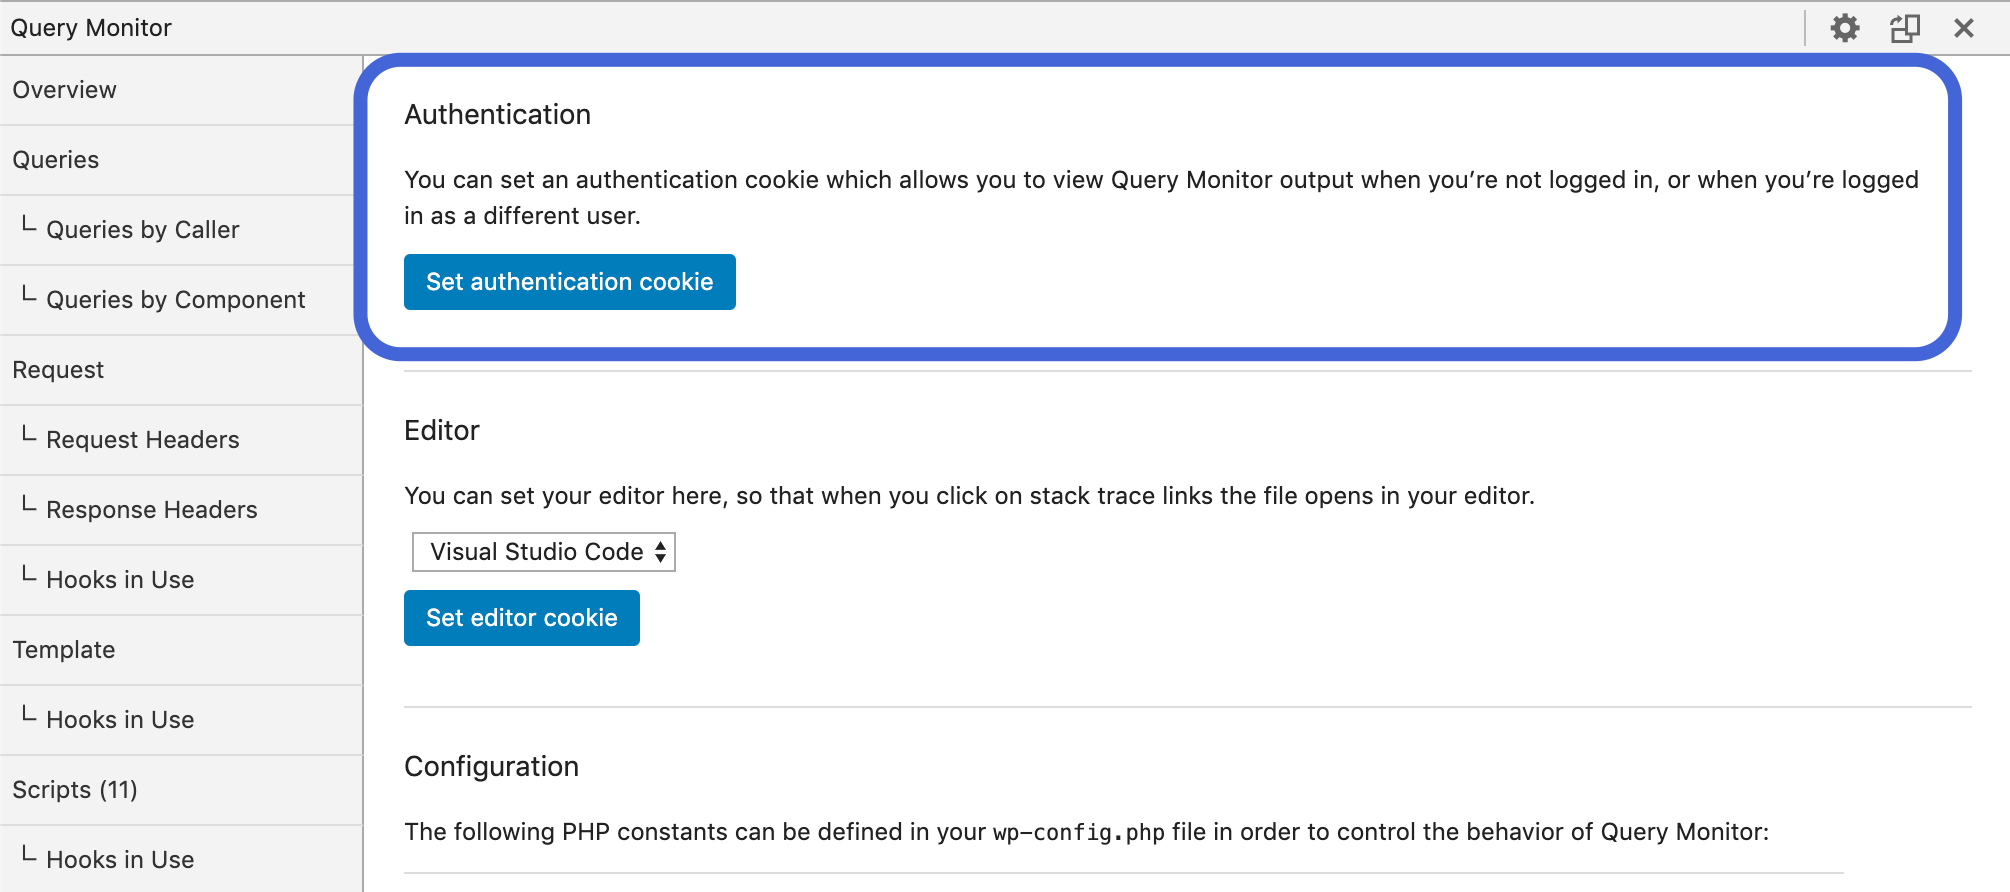 Query Monitor
Overview
Queries
Queries by Caller
Queries by Component
Request
Request Headers
Response Headers
Hooks in Use
Template
Hooks in Use
Scripts (11)
Hooks in Use
Authentication
You can set an authentication cookie which allows you to view Query Monitor output when you’re not logged in, or when you’re logged
in as a different user.
Set authentication cookie
Editor
You can set your editor here, so that when you click on stack trace links the file opens in your editor.
Visual Studio Code
Set editor cookie
Configuration
The following PHP constants can be defined in your wp-config.php file in order to control the behavior of Query Monitor: